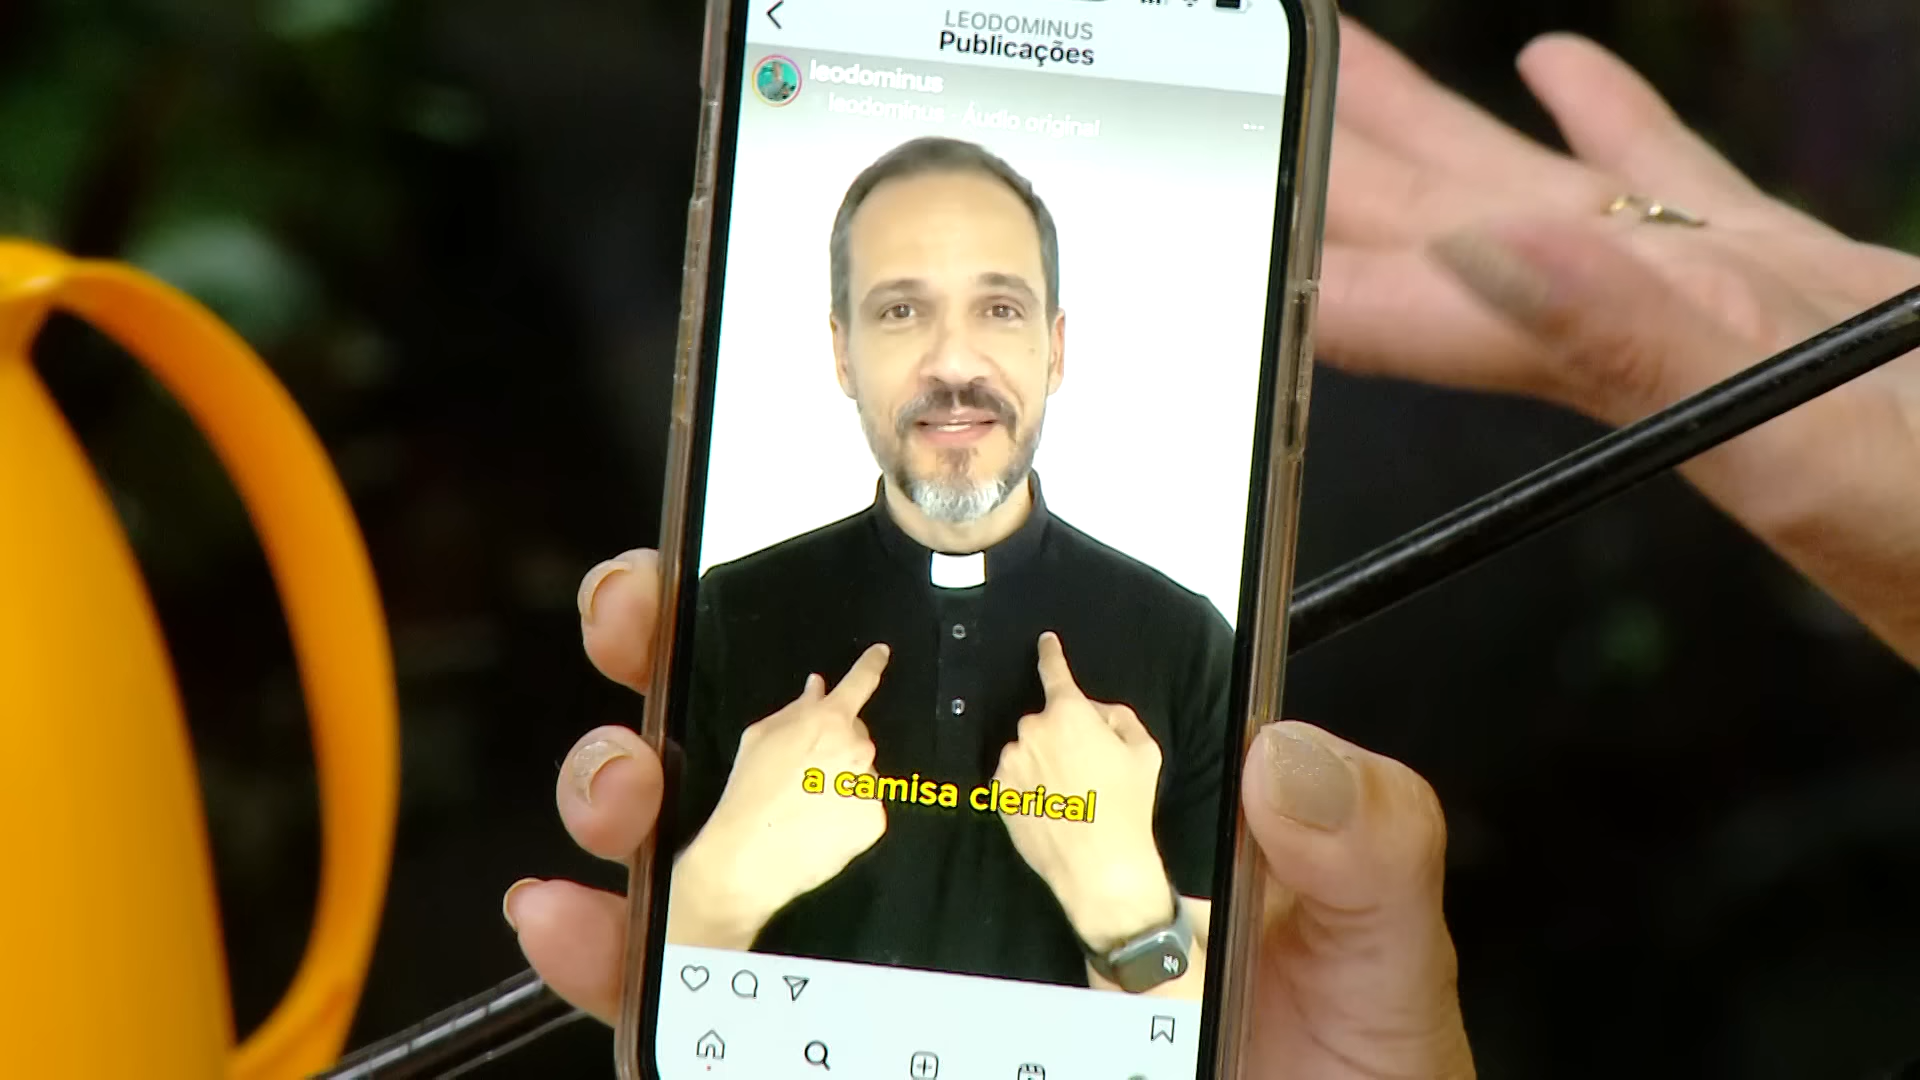 LEODOMINUS
Publicações
leodominus
leodominus Áudio original
a camisa clerical